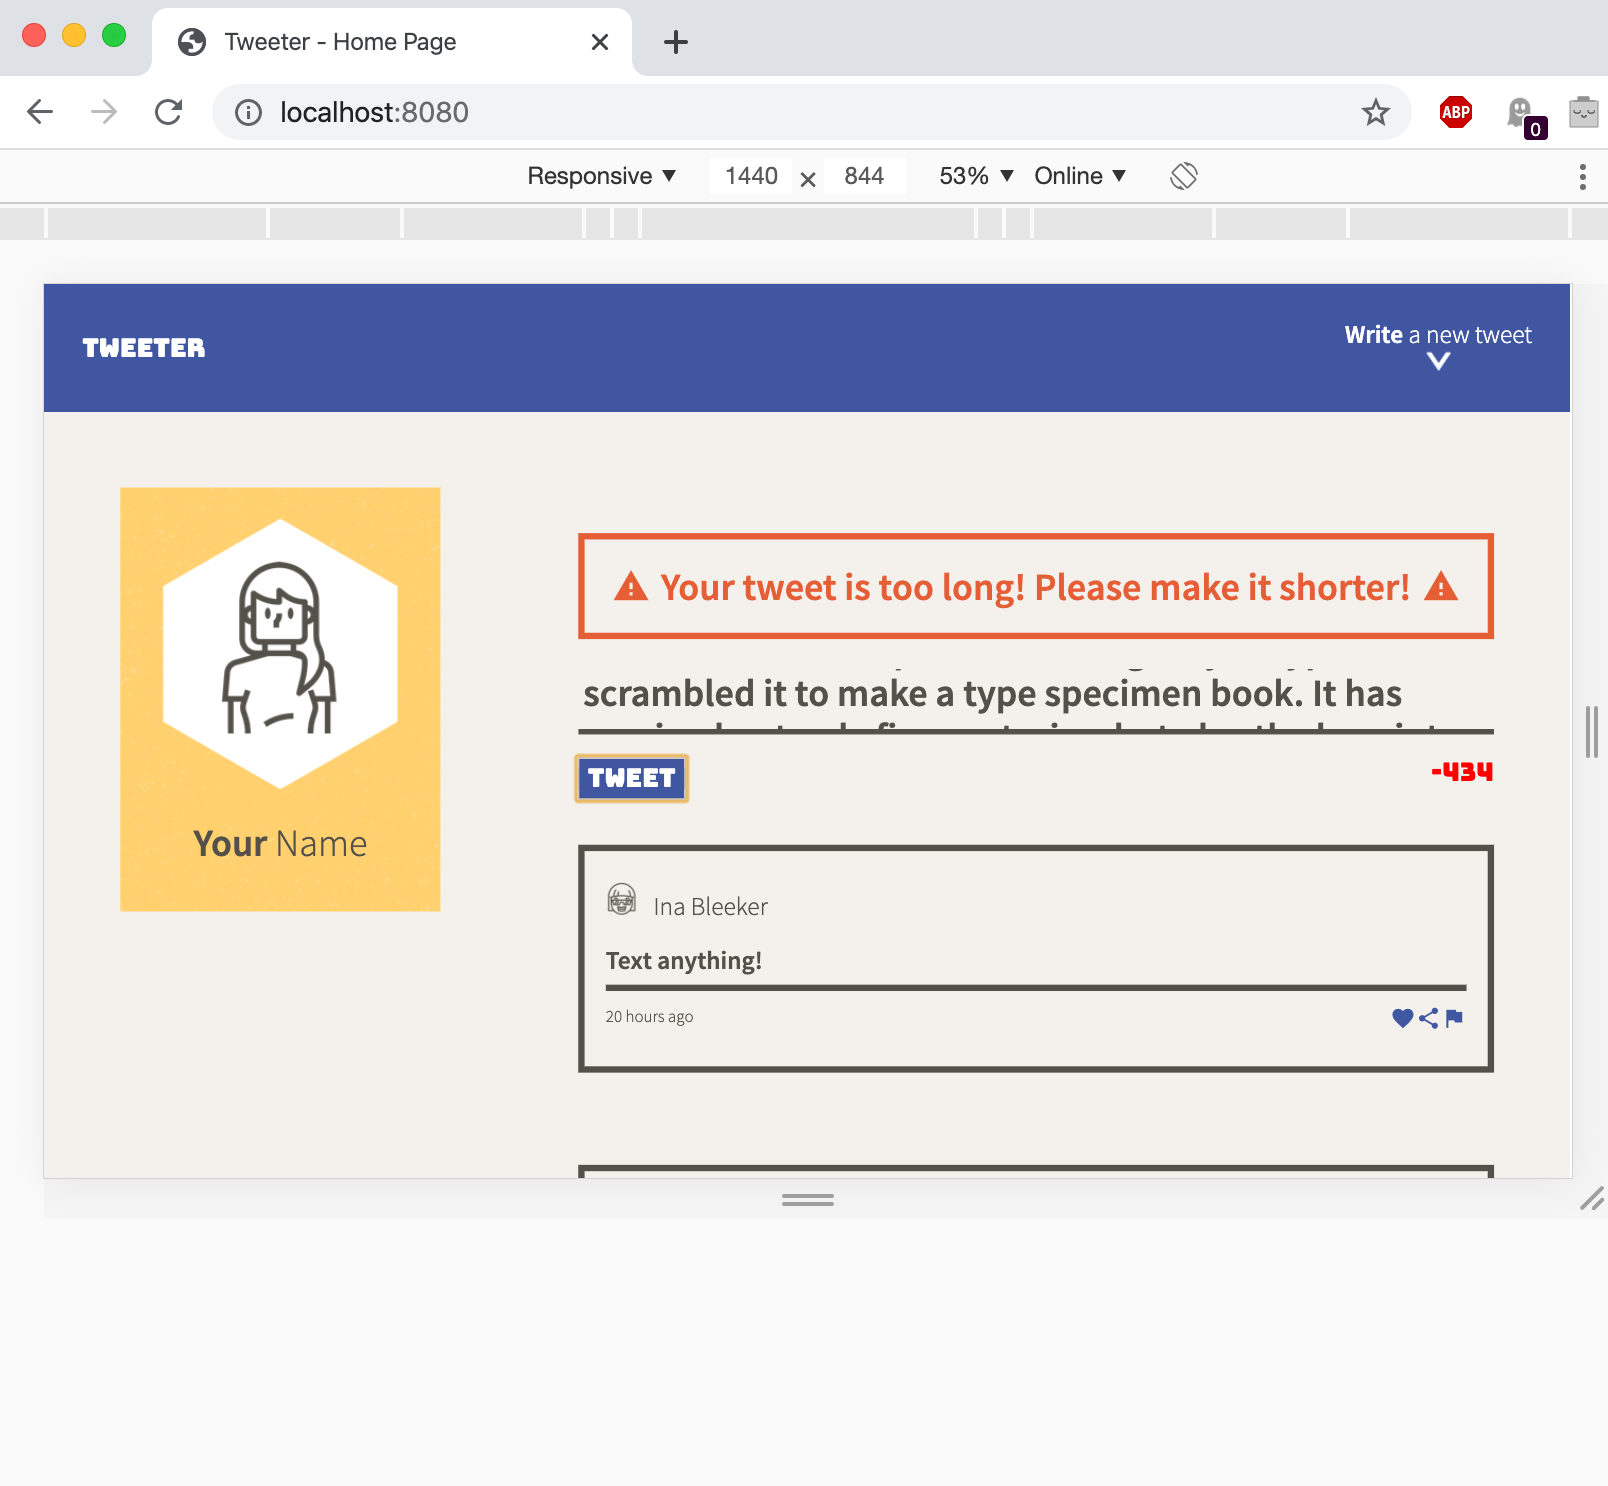 Tweeter - Home Page
localhost:8080
ABP
0
Responsive ▼ 1440 × 844 53% ▼ Online ▼
TWEETER
Write a new tweet
Your tweet is too long! Please make it shorter!
scrambled it to make a type specimen book. It has
TWEET
-434
Your Name
Ina Bleeker
Text anything!
20 hours ago